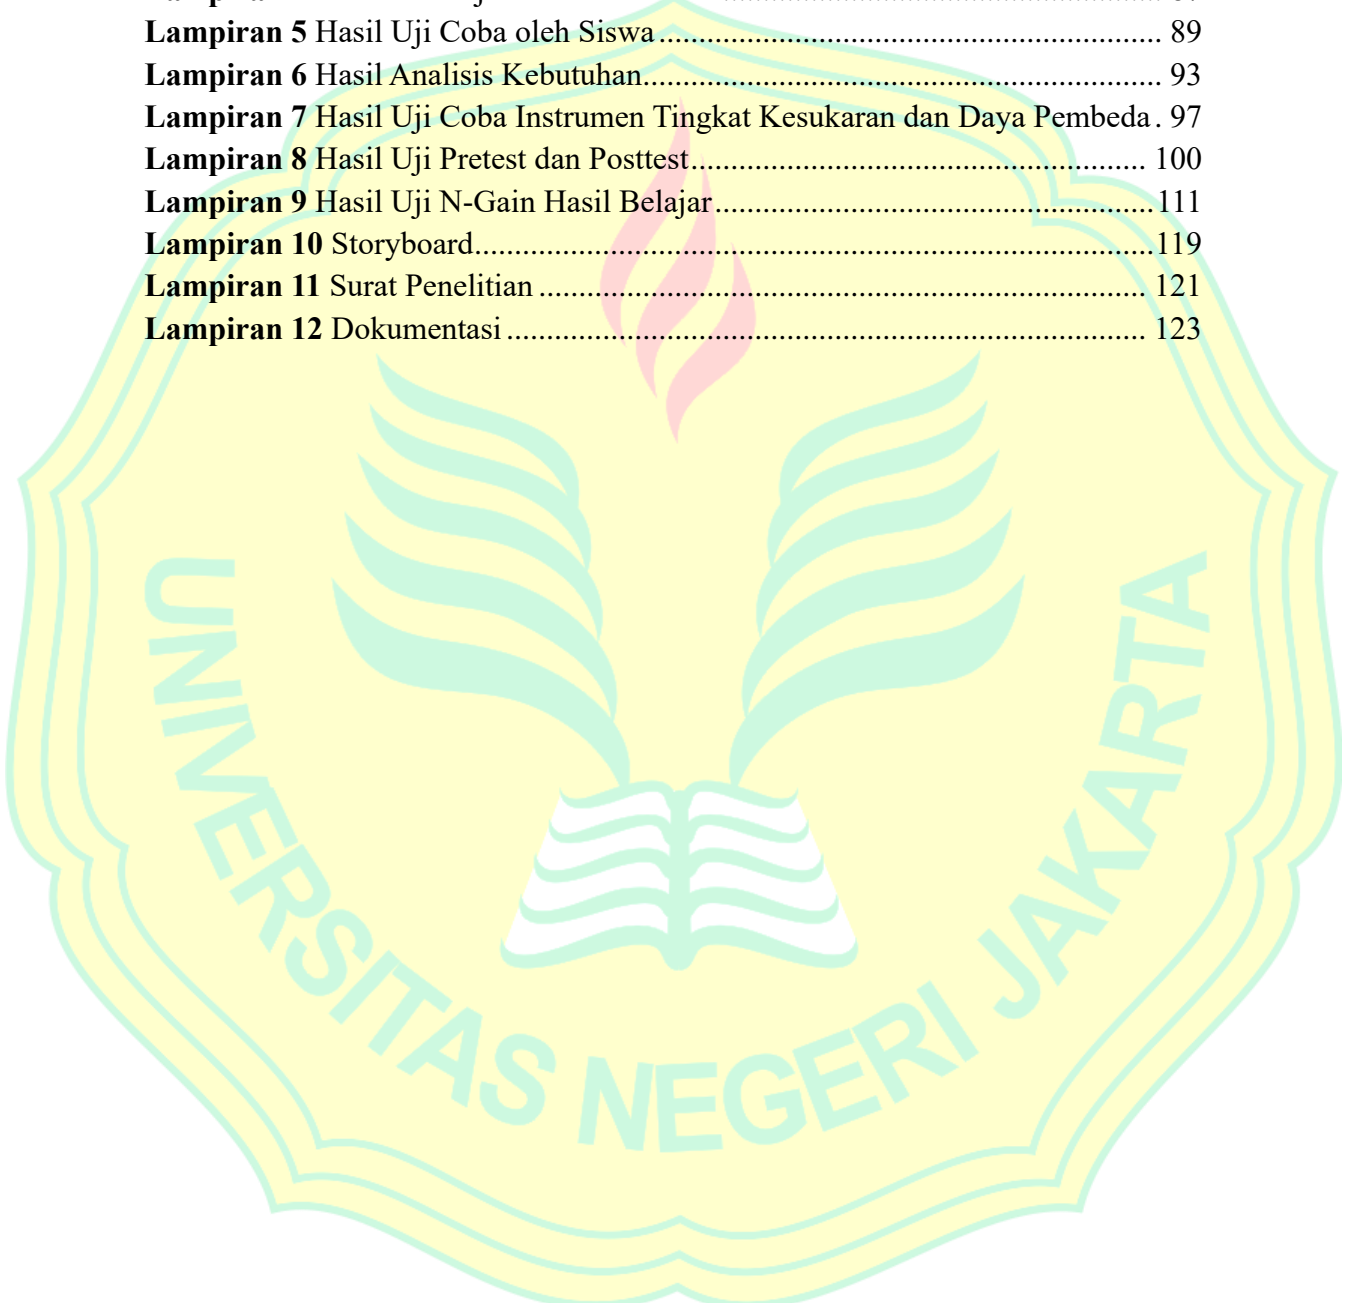 Lampiran 5 Hasil Uji Coba oleh Siswa ............................................................... 89
Lampiran 6 Hasil Analisis Kebutuhan................................................................. 93
Lampiran 7 Hasil Uji Coba Instrumen Tingkat Kesukaran dan Daya Pembeda . 97
Lampiran 8 Hasil Uji Pretest dan Posttest......................................................... 100
Lampiran 9 Hasil Uji N-Gain Hasil Belajar.......................................................111
Lampiran 10 Storyboard.....................................................................................119
Lampiran 11 Surat Penelitian ............................................................................ 121
Lampiran 12 Dokumentasi ................................................................................ 123
UNIVERSITAS NEGERI JAKARTA